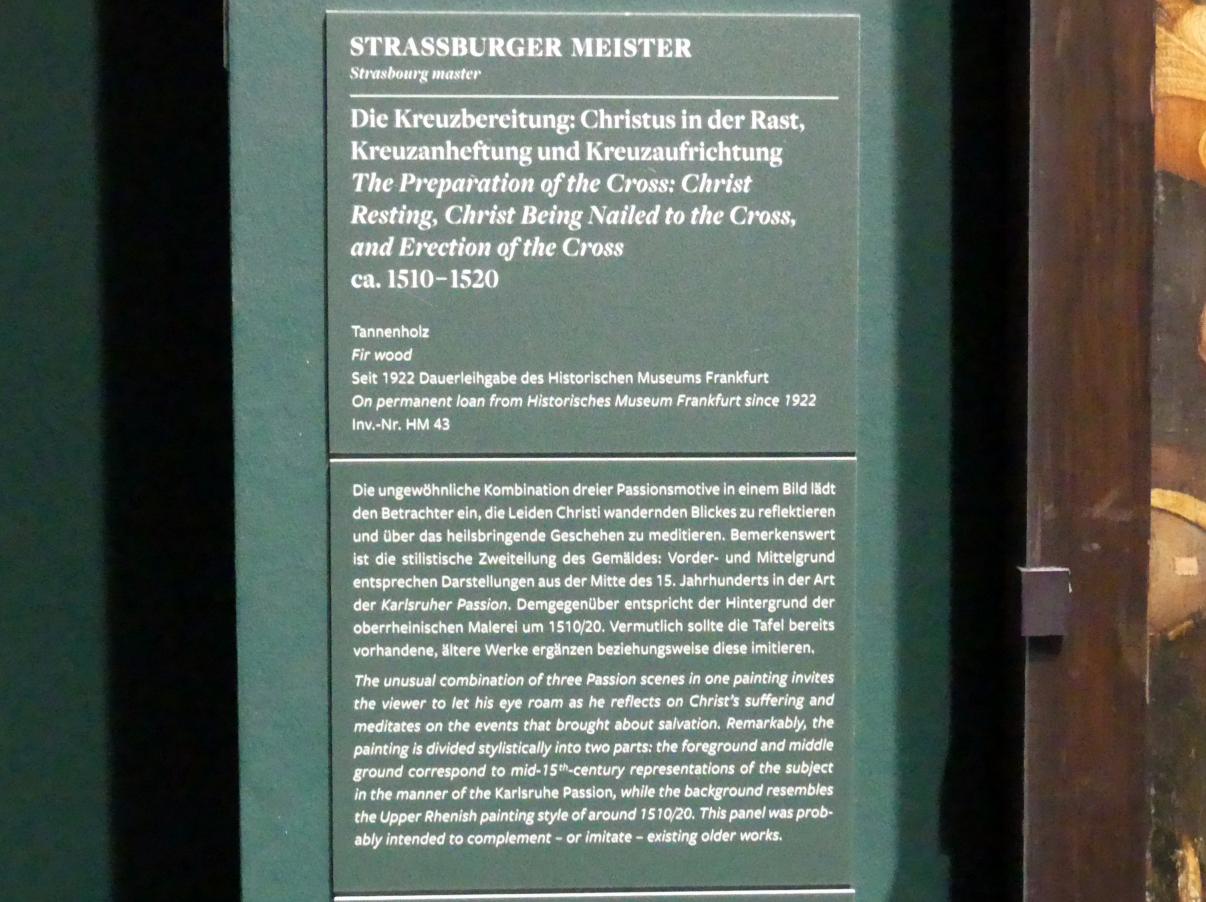 STRASSBURGER MEISTER
Strasbourg master
Die Kreuzbereitung: Christus in der Rast,
Kreuzanheftung und Kreuzaufrichtung
The Preparation of the Cross: Christ
Resting, Christ Being Nailed to the Cross,
and Erection of the Cross
ca. 1510–1520
Tannenholz
Fir wood
Seit 1922 Dauerleihgabe des Historischen Museums Frankfurt
On permanent loan from Historisches Museum Frankfurt since 1922
Inv.-Nr. HM 43
Die ungewöhnliche Kombination dreier Passionsmotive in einem Bild lädt
den Betrachter ein, die Leiden Christi wandernden Blickes zu reflektieren
und über das heilsbringende Geschehen zu meditieren. Bemerkenswert
ist die stilistische Zweiteilung des Gemäldes: Vorder- und Mittelgrund
entsprechen Darstellungen aus der Mitte des 15. Jahrhunderts in der Art
der Karlsruher Passion. Demgegenüber entspricht der Hintergrund der
oberrheinischen Malerei um 1510/20. Vermutlich sollte die Tafel bereits
vorhandene, ältere Werke ergänzen beziehungsweise diese imitieren.
The unusual combination of three Passion scenes in one painting invites
the viewer to let his eye roam as he reflects on Christ's suffering and
meditates on the events that brought about salvation. Remarkably, the
painting is divided stylistically into two parts: the foreground and middle
ground correspond to mid-15th-century representations of the subject
in the manner of the Karlsruhe Passion, while the background resembles
the Upper Rhenish painting style of around 1510/20. This panel was prob-
ably intended to complement – or imitate – existing older works.